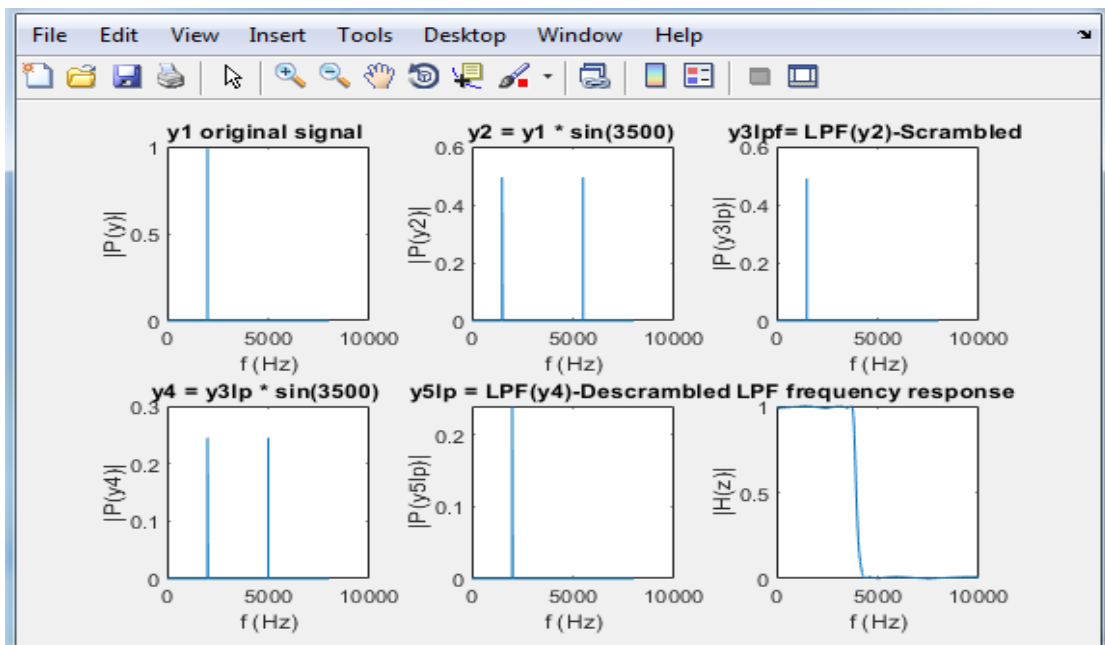 File Edit View Insert Tools Desktop Window Help
y1 original signal
|P(y)|
1
0.5
0
0 5000 10000
f (Hz)
y2 = y1 * sin(3500)
|P(y2)|
0.6
0.4
0.2
0
0 5000 10000
f (Hz)
y3lpf= LPF(y2)-Scrambled
|P(y3lp)|
0.6
0.4
0.2
0
0 5000 10000
f (Hz)
y4 = y3lp * sin(3500)
|P(y4)|
0.3
0.2
0.1
0
0 5000 10000
f (Hz)
y5lp = LPF(y4)-Descrambled
|P(y5lp)|
0.2
0.1
0
0 5000 10000
f (Hz)
LPF frequency response
|H(z)|
1
0.5
0
0 5000 10000
f (Hz)